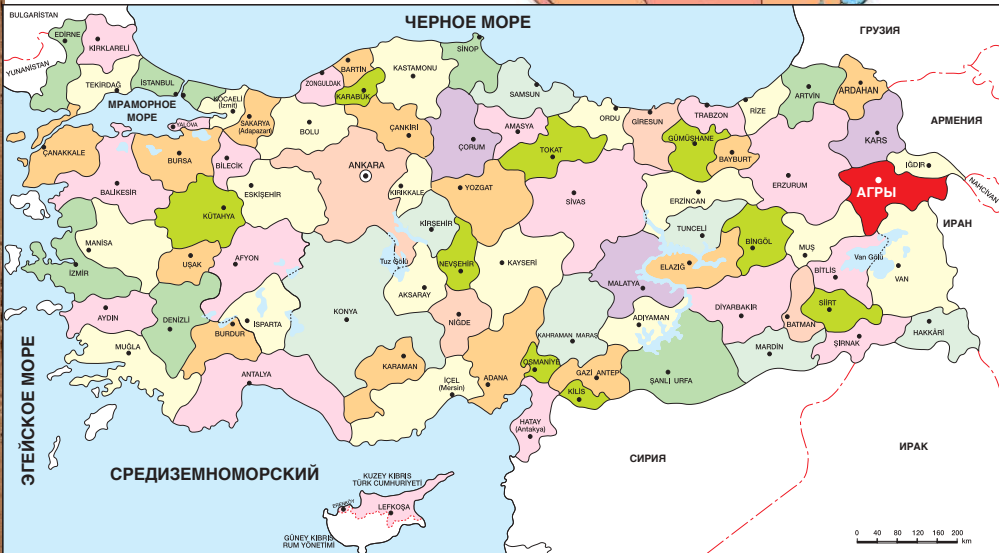 BULGARİSTAN
YUNANİSTAN
ЧЕРНОЕ МОРЕ
ГРУЗИЯ
АРМЕНИЯ
NAHCIVAN
ИРАН
ИРАК
СИРИЯ
МРАМОРНОЕ
МОРЕ
ЭГЕЙСКОЕ МОРЕ
СРЕДИЗЕМНОМОРСКИЙ
EDİRNE
KIRKLARELİ
TEKİRDAĞ
İSTANBUL
YALOVA
KOCAELİ
(İzmit)
SAKARYA
(Adapazarı)
BOLU
ZONGULDAK
BARTIN
KARABÜK
KASTAMONU
SİNOP
SAMSUN
ÇANKIRI
ÇORUM
AMASYA
TOKAT
ORDU
GİRESUN
TRABZON
GÜMÜŞHANE
BAYBURT
RİZE
ARTVİN
ARDAHAN
KARS
IĞDIR
АГРЫ
ERZURUM
ERZİNCAN
SİVAS
YOZGAT
KIRIKKALE
ANKARA
ESKİŞEHİR
BİLECİK
BURSA
ÇANAKKALE
BALIKESİR
KÜTAHYA
MANİSA
İZMİR
UŞAK
AFYON
AYDIN
DENİZLİ
MUĞLA
BURDUR
İSPARTA
ANTALYA
KONYA
Tuz Gölü
KIRŞEHİR
NEVŞEHİR
AKSARAY
NİĞDE
KAYSERİ
KARAMAN
İÇEL
(Mersin)
ADANA
OSMANİYE
HATAY
(Antakya)
KİLİS
GAZİ ANTEP
KAHRAMAN MARAŞ
MALATYA
ADIYAMAN
ŞANLI URFA
ELAZIĞ
TUNCELİ
BİNGÖL
MUŞ
BİTLİS
Van Gölü
VAN
DİYARBAKIR
BATMAN
SİİRT
MARDİN
ŞIRNAK
HAKKÂRİ
KUZEY KIBRIS
TÜRK CUMHURİYETİ
ERENKÖY
LEFKOŞA
GÜNEY KIBRIS
RUM YÖNETİMİ
0 40 80 120 160 200
km